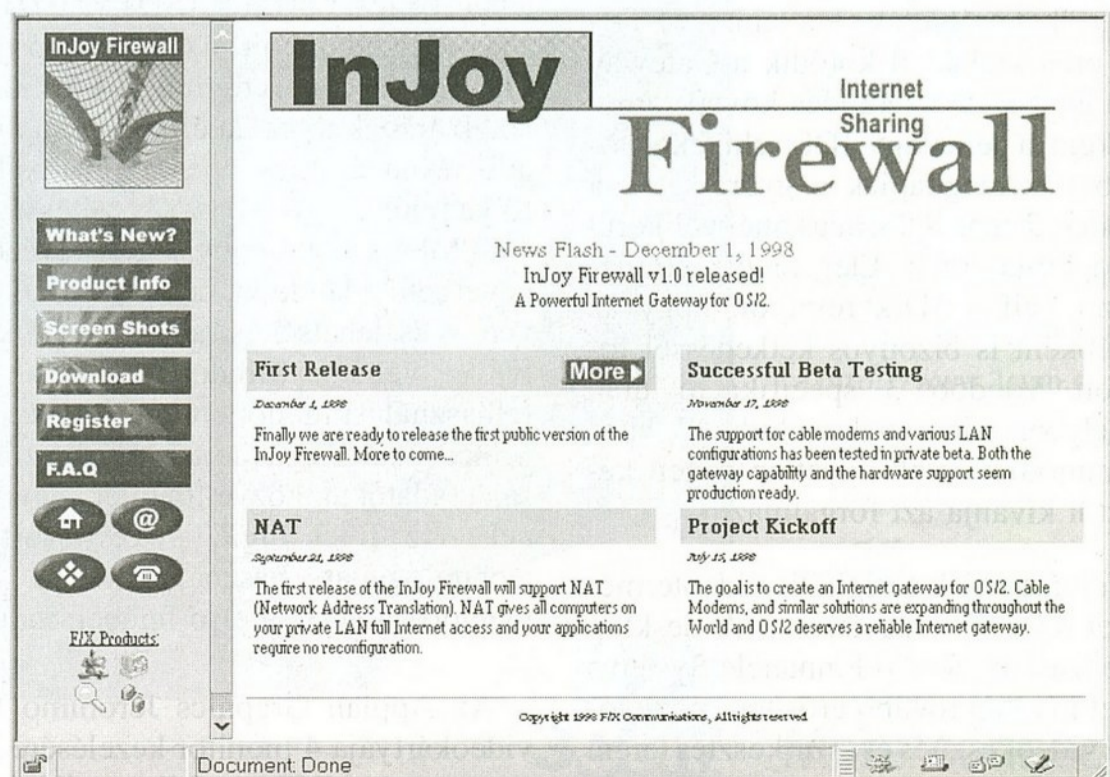 InJoy Firewall
What's New?
Product Info
Screen Shots
Download
Register
F.A.Q
@
F/X Products:
InJoy
Internet
Sharing
Firewall
News Flash - December 1, 1998
InJoy Firewall v1.0 released!
A Powerful Internet Gateway for OS/2.
First Release
More
December 1, 1998
Finally we are ready to release the first public version of the
InJoy Firewall. More to come...
Successful Beta Testing
November 17, 1998
The support for cable modems and various LAN
configurations has been tested in private beta. Both the
gateway capability and the hardware support seem
production ready.
NAT
September 21, 1998
The first release of the InJoy Firewall will support NAT
(Network Address Translation). NAT gives all computers on
your private LAN full Internet access and your applications
require no reconfiguration.
Project Kickoff
July 15, 1998
The goal is to create an Internet gateway for OS/2. Cable
Modems, and similar solutions are expanding throughout the
World and OS/2 deserves a reliable Internet gateway.
Copyright 1998 F/X Communications, All rights reserved
Document: Done